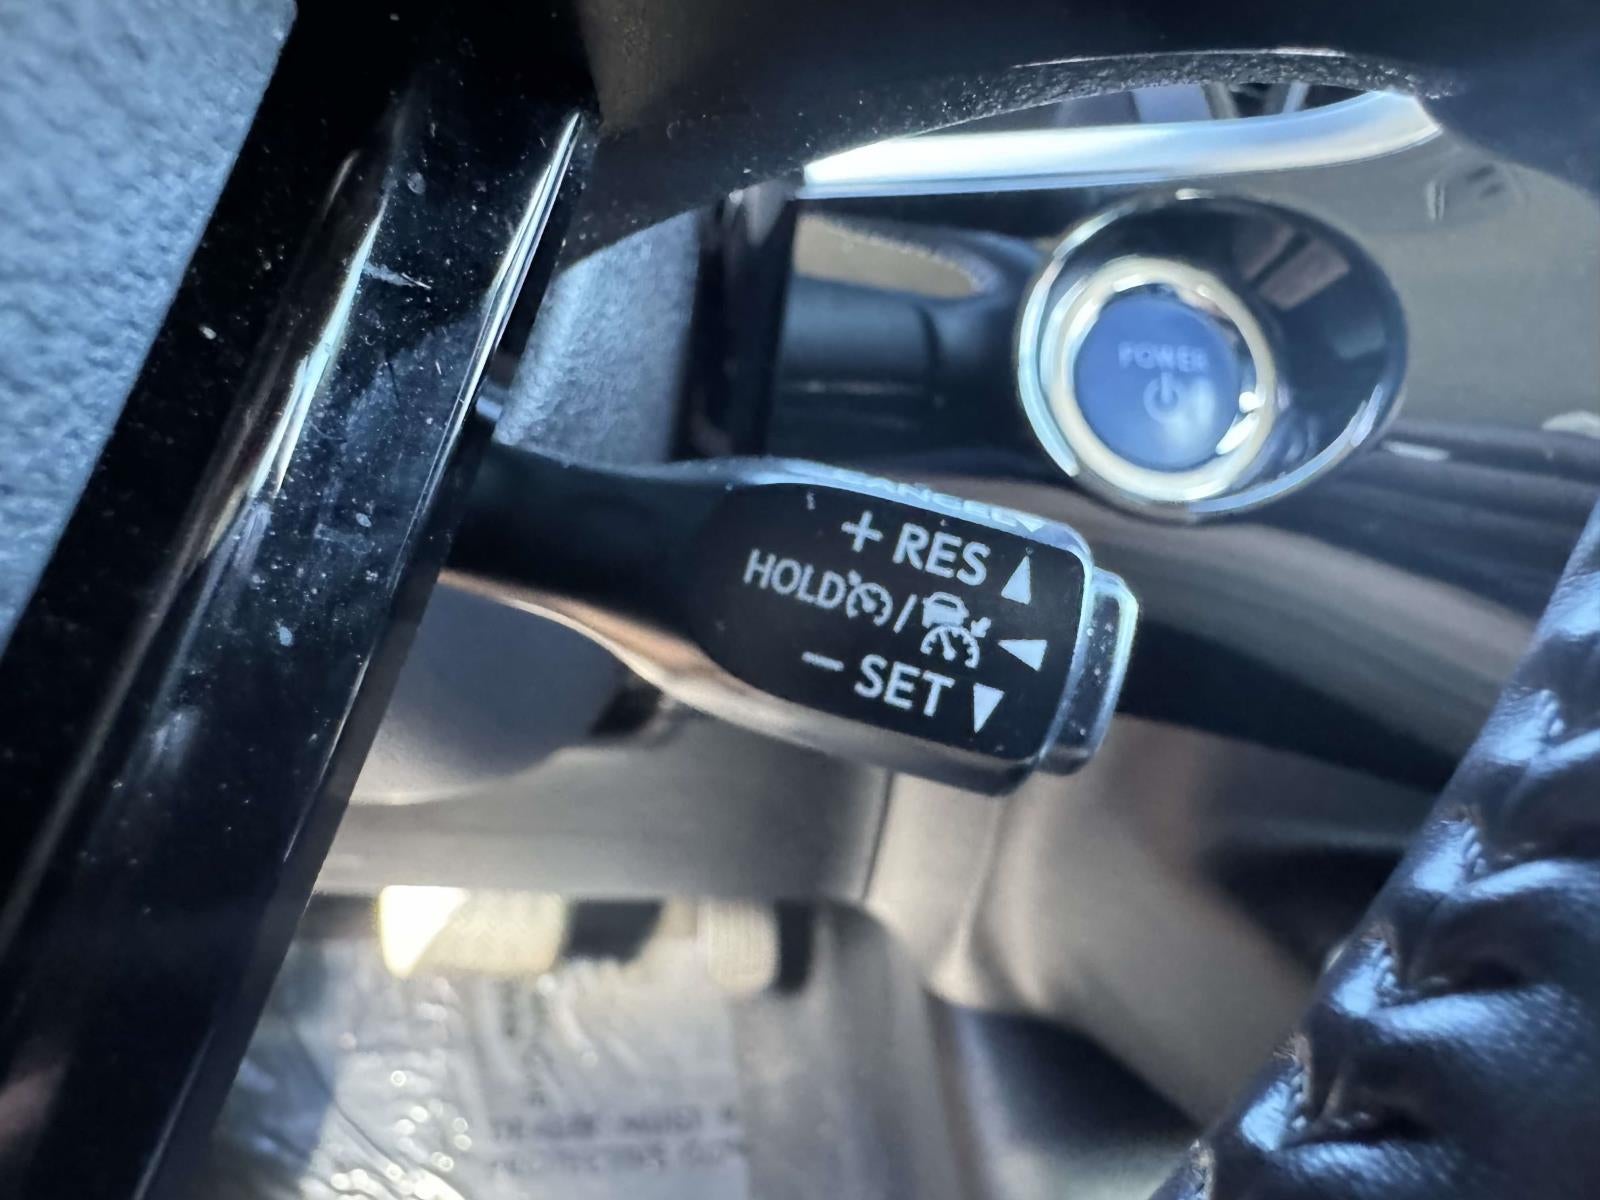 POWER
CANCEL
+ RES ▲
HOLD / ◀
− SET ▼